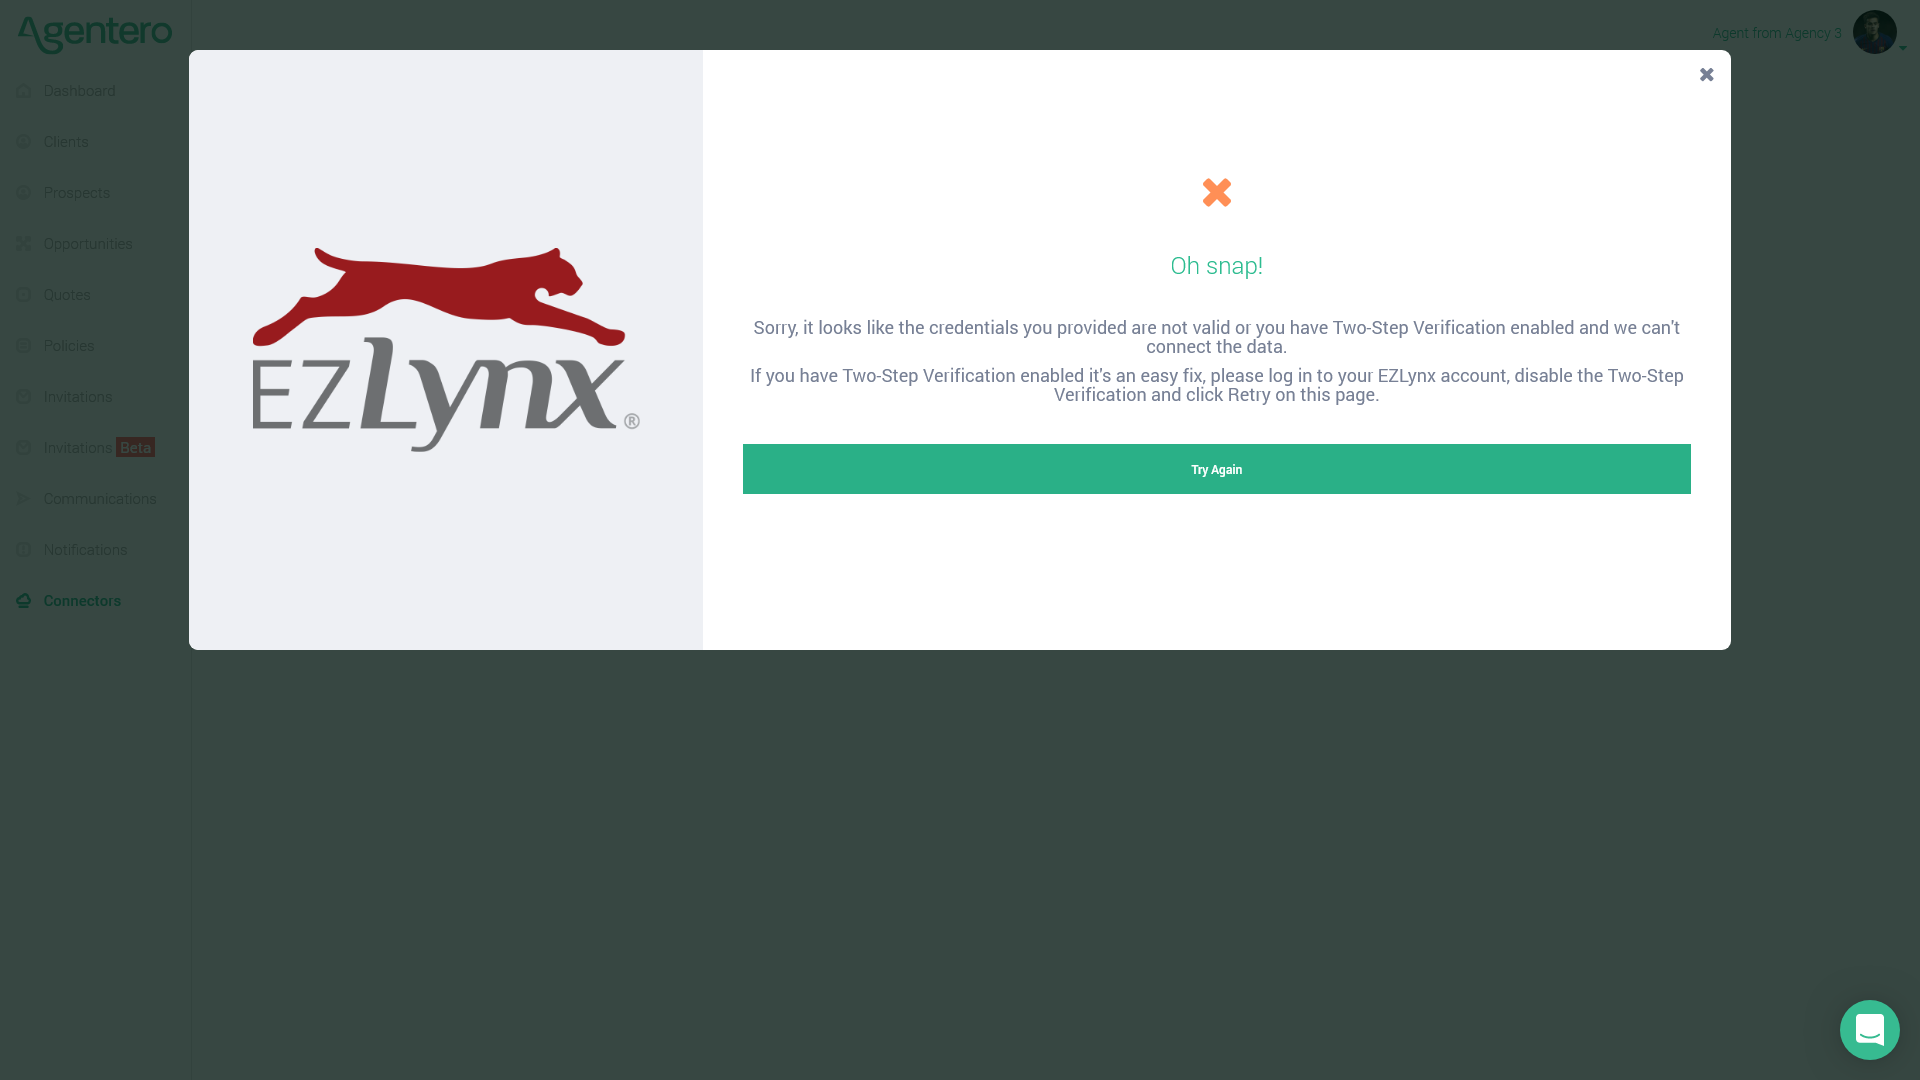 Agentero
Agent from Agency 3
Dashboard
Clients
Prospects
Opportunities
Quotes
Policies
Invitations
Invitations Beta
Communications
Notifications
Connectors
EZLynx®
Oh snap!
Sorry, it looks like the credentials you provided are not valid or you have Two-Step Verification enabled and we can't
connect the data.
If you have Two-Step Verification enabled it's an easy fix, please log in to your EZLynx account, disable the Two-Step
Verification and click Retry on this page.
Try Again